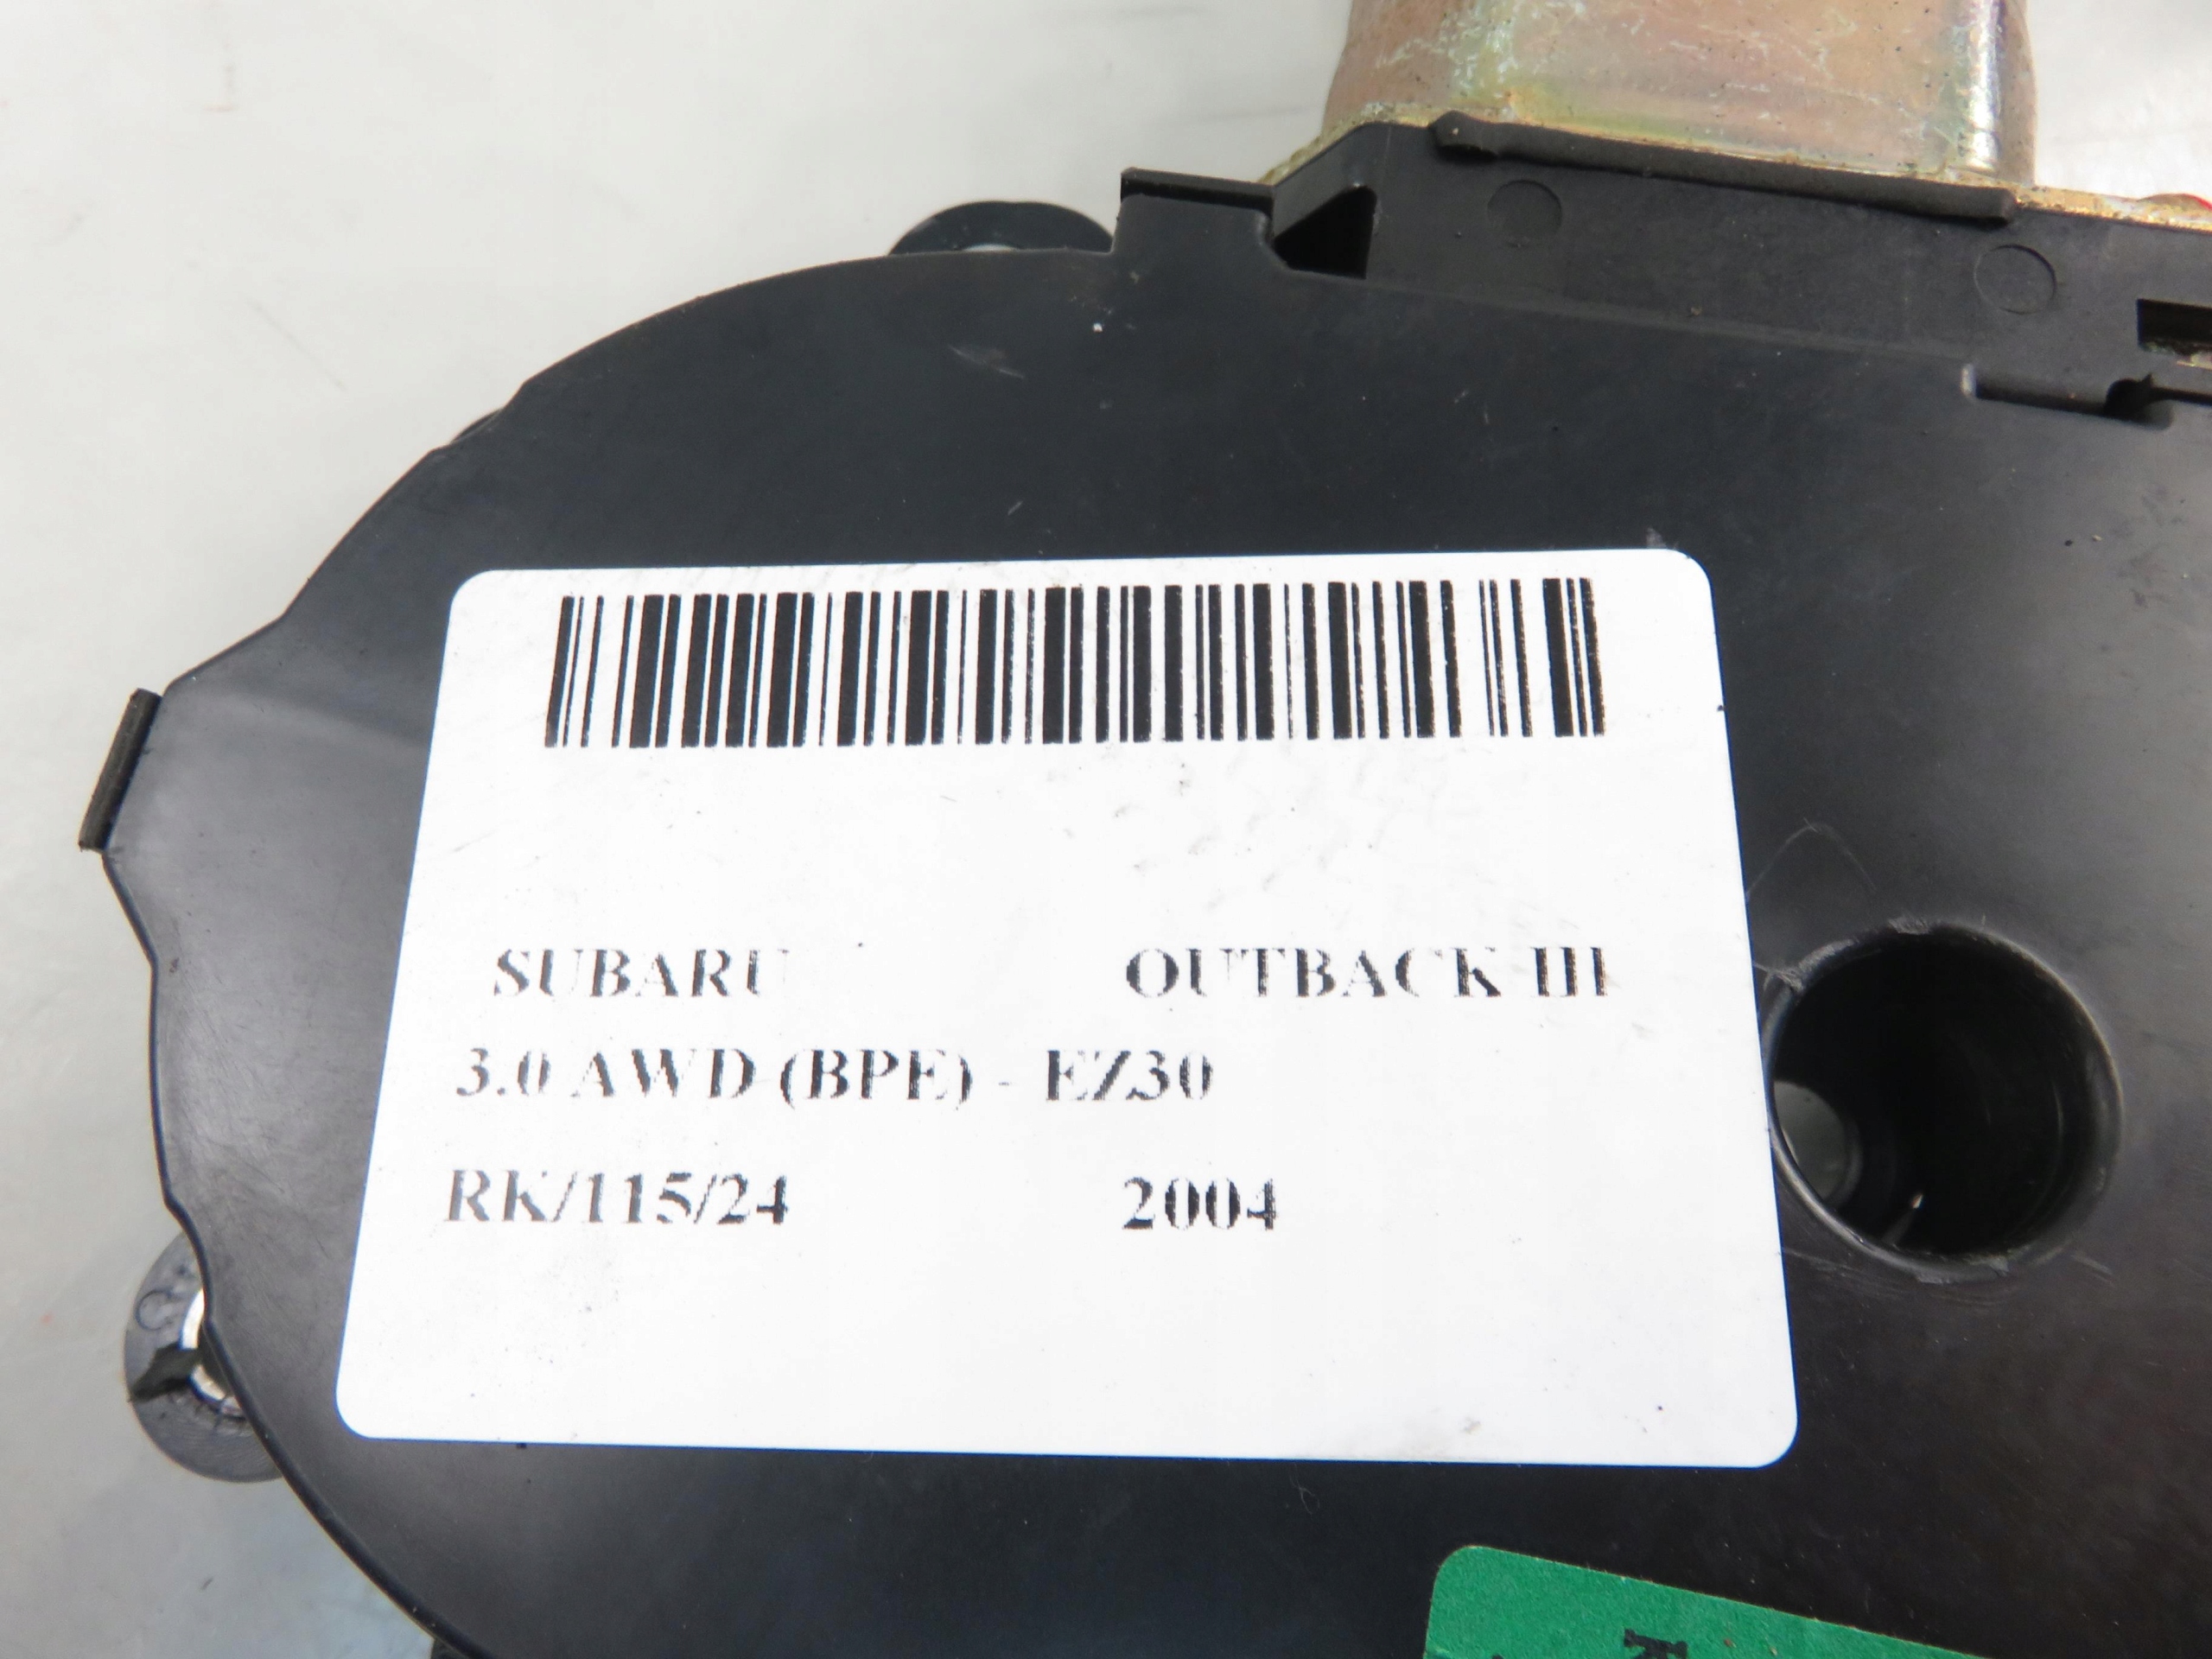 SUBARU OUTBACK III
3.0 AWD (BPE) - EZ30
RK/115/24 2004